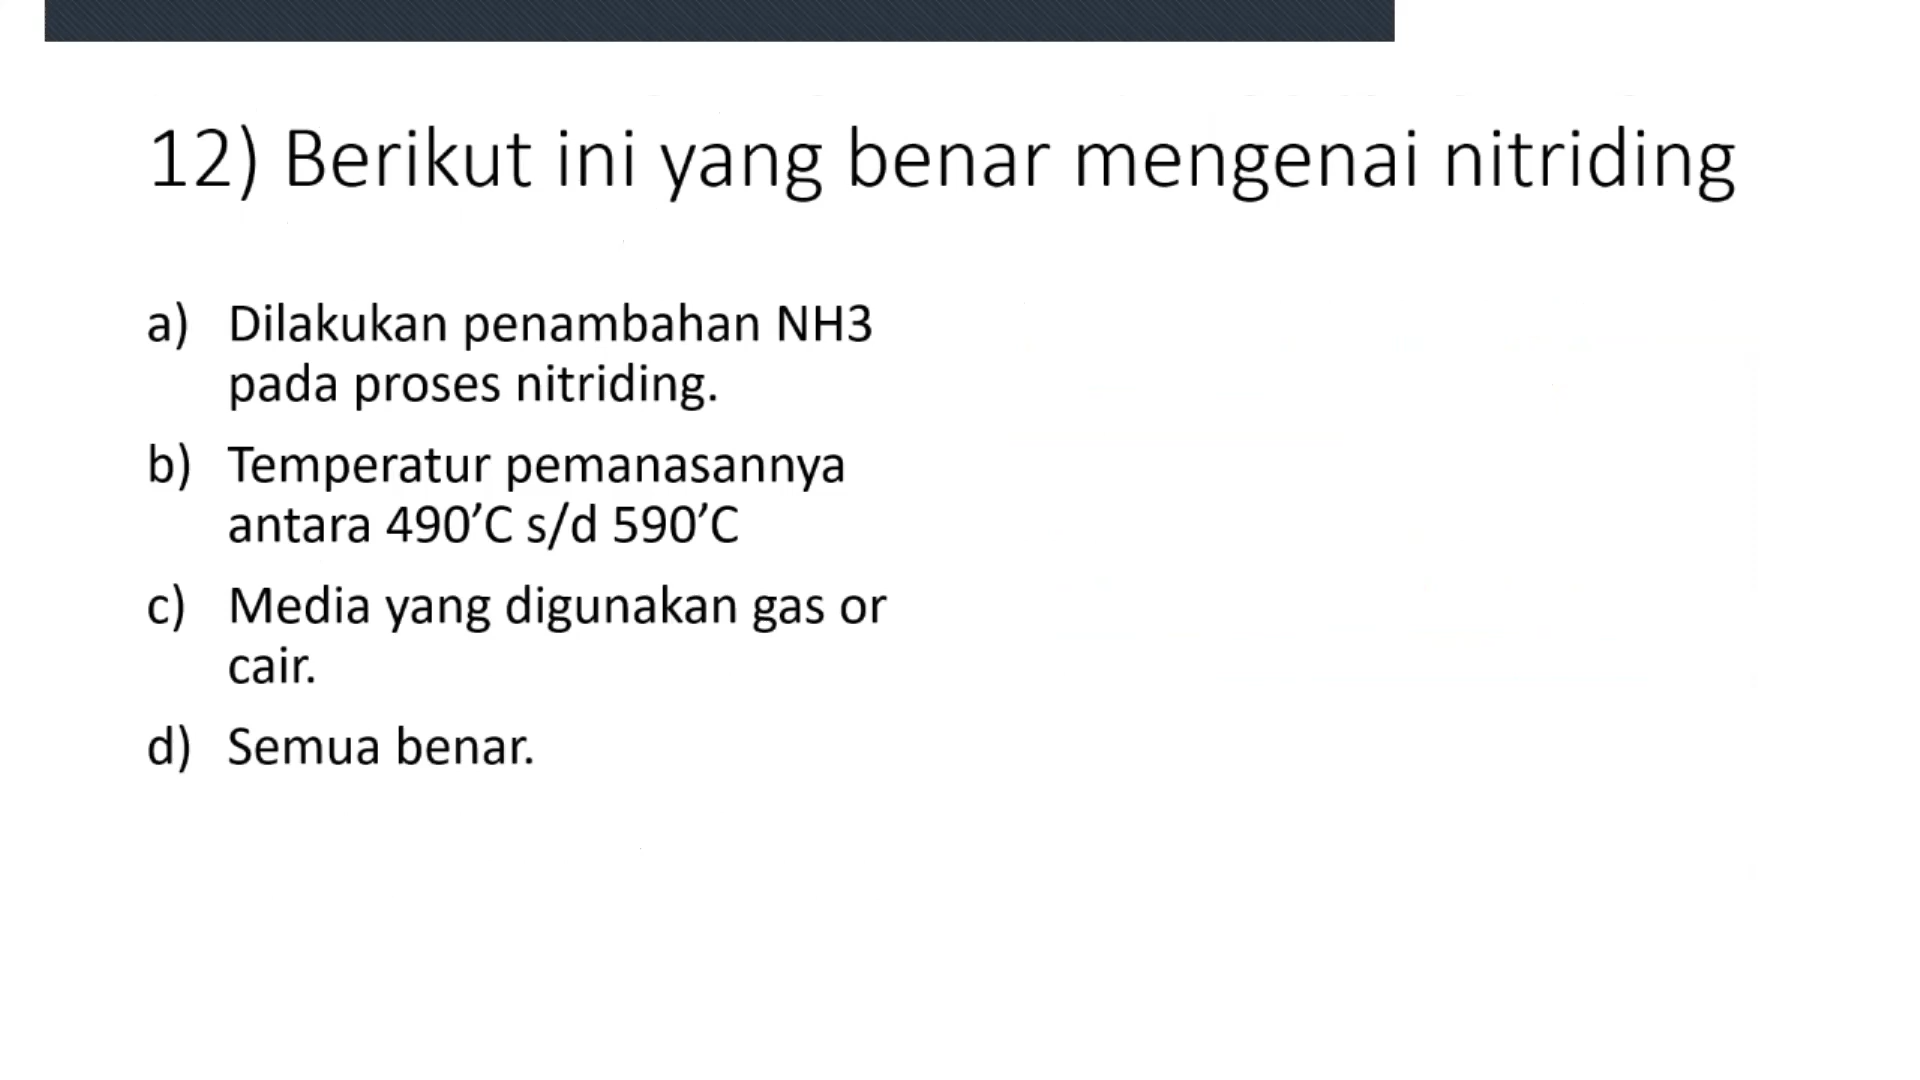 12) Berikut ini yang benar mengenai nitriding
a) Dilakukan penambahan NH3
pada proses nitriding.
b) Temperatur pemanasannya
antara 490’C s/d 590’C
c) Media yang digunakan gas or
cair.
d) Semua benar.